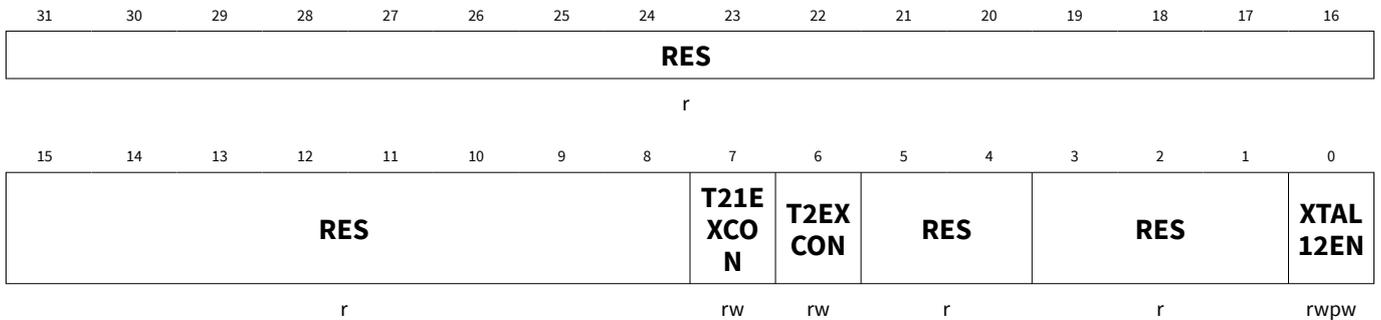 31 30 29 28 27 26 25 24 23 22 21 20 19 18 17 16
RES
r
15 14 13 12 11 10 9 8 7 6 5 4 3 2 1 0
RES T21E XCO N T2EX CON RES RES XTAL 12EN
r rw rw r r rwpw